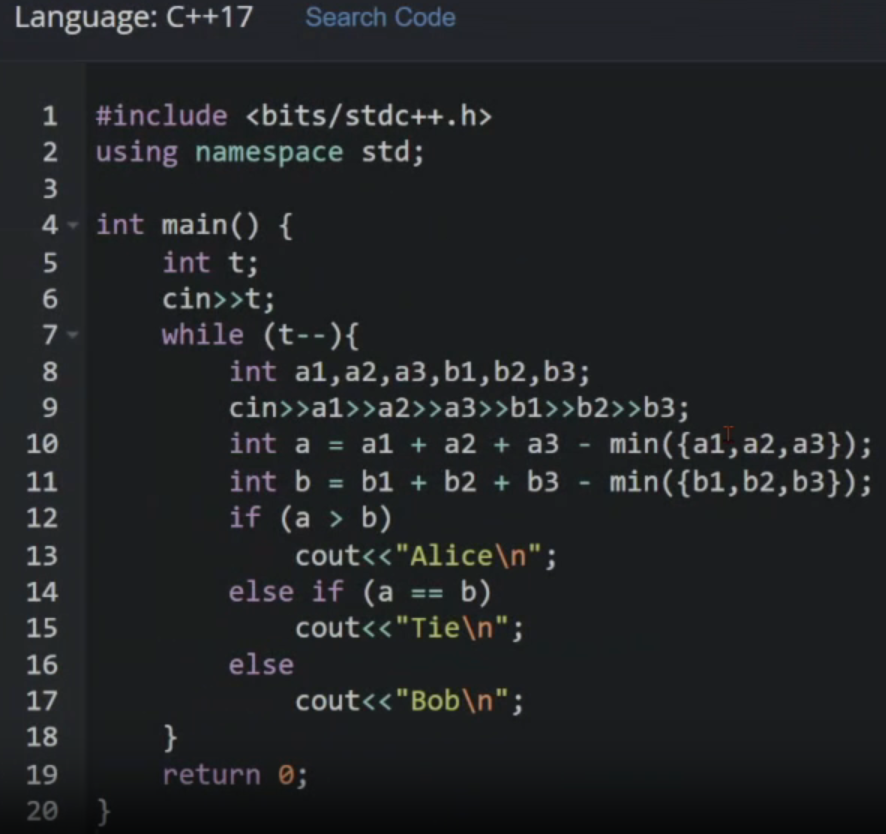 Language: C++17 Search Code
1 #include <bits/stdc++.h>
2 using namespace std;
3
4 int main() {
5     int t;
6     cin>>t;
7     while (t--){
8         int a1,a2,a3,b1,b2,b3;
9         cin>>a1>>a2>>a3>>b1>>b2>>b3;
10         int a = a1 + a2 + a3 - min({a1,a2,a3});
11         int b = b1 + b2 + b3 - min({b1,b2,b3});
12         if (a > b)
13             cout<<"Alice\n";
14         else if (a == b)
15             cout<<"Tie\n";
16         else
17             cout<<"Bob\n";
18     }
19     return 0;
20 }